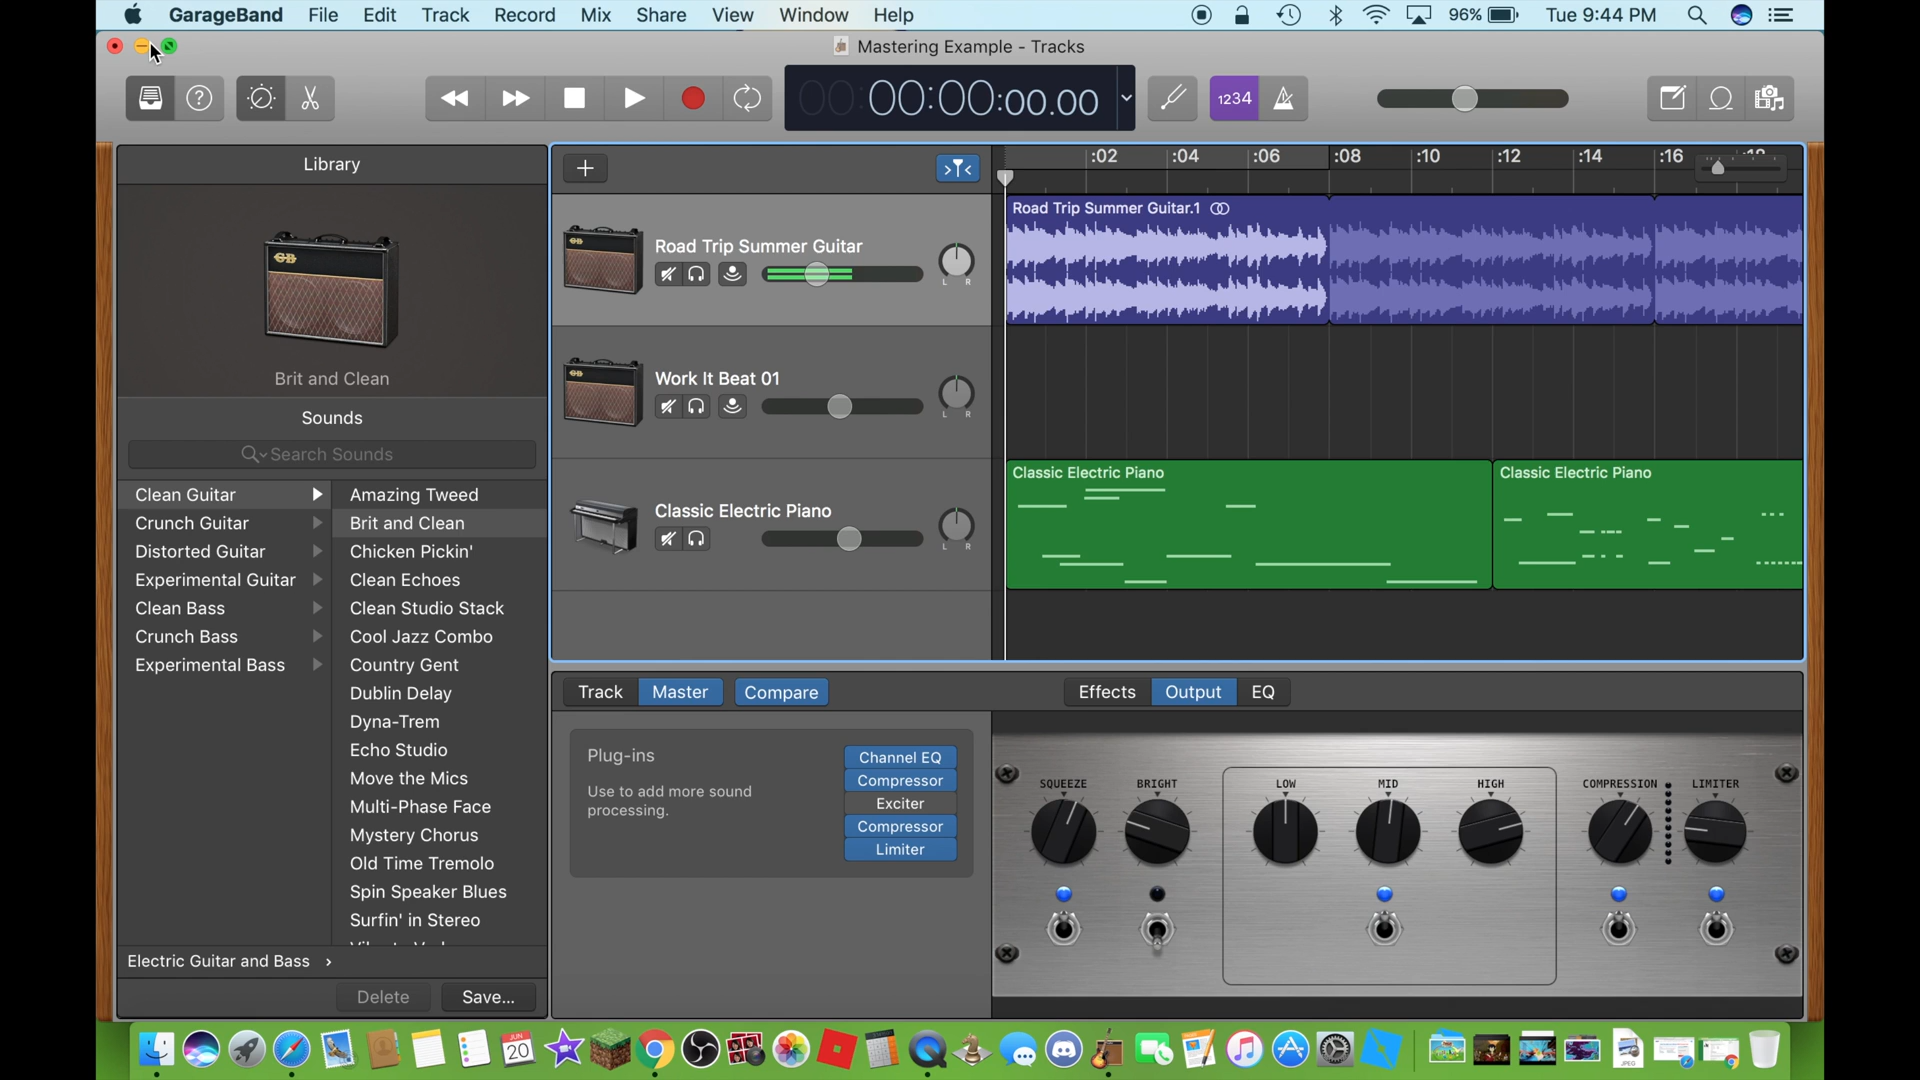 GarageBand File Edit Track Record Mix Share View Window Help 96% Tue 9:44 PM
Mastering Example - Tracks
00:00:00.00
1234
Library
GB
Brit and Clean
Sounds
Search Sounds
Clean Guitar
Crunch Guitar
Distorted Guitar
Experimental Guitar
Clean Bass
Crunch Bass
Experimental Bass
Amazing Tweed
Brit and Clean
Chicken Pickin'
Clean Echoes
Clean Studio Stack
Cool Jazz Combo
Country Gent
Dublin Delay
Dyna-Trem
Echo Studio
Move the Mics
Multi-Phase Face
Mystery Chorus
Old Time Tremolo
Spin Speaker Blues
Surfin' in Stereo
Electric Guitar and Bass ›
Delete Save...
:02 :04 :06 :08 :10 :12 :14 :16
Road Trip Summer Guitar
L R
Work It Beat 01
L R
Classic Electric Piano
L R
Road Trip Summer Guitar.1
Classic Electric Piano Classic Electric Piano
Track Master Compare
Effects Output EQ
Plug-ins
Use to add more sound
processing.
Channel EQ
Compressor
Exciter
Compressor
Limiter
SQUEEZE BRIGHT LOW MID HIGH COMPRESSION LIMITER
JUN
20
JPEG